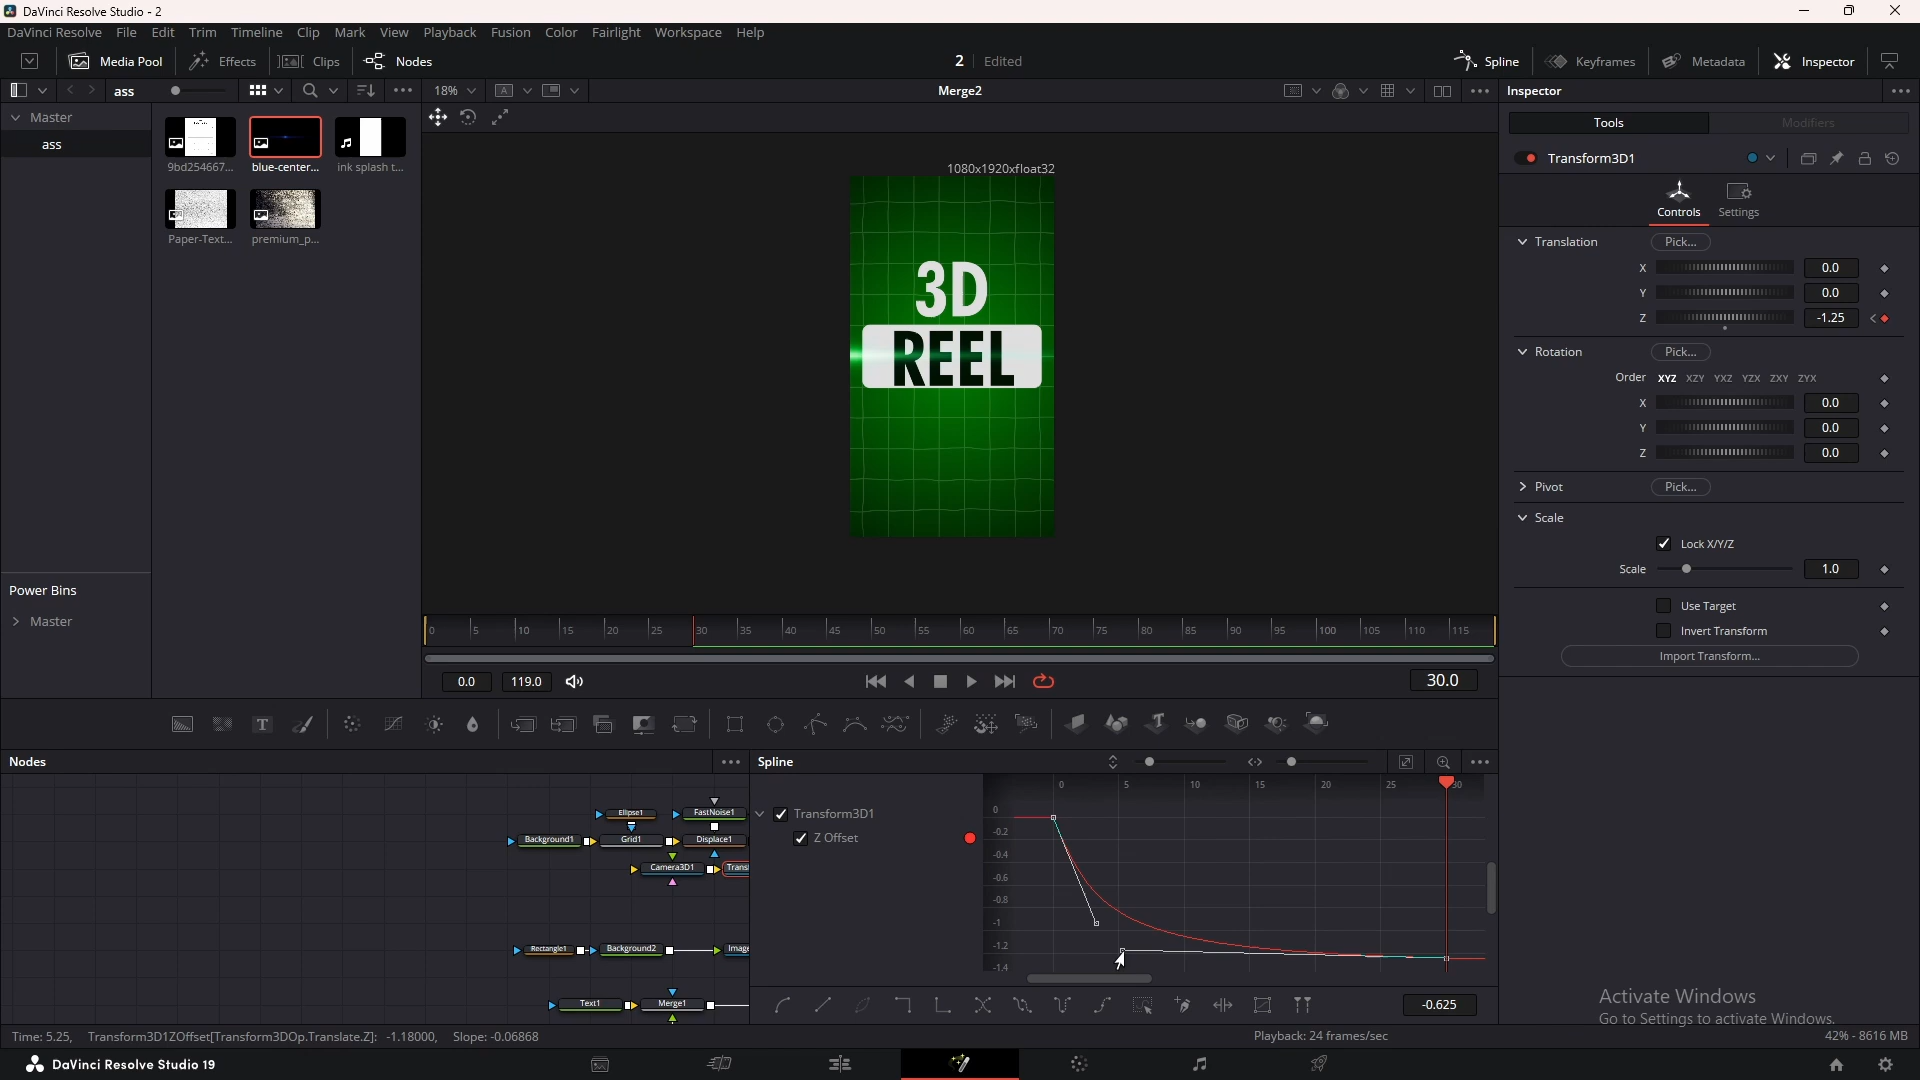 DaVinci Resolve Studio - 2
DaVinci Resolve File Edit Trim Timeline Clip Mark View Playback Fusion Color Fairlight Workspace Help
Media Pool Effects Clips Nodes 2 Edited Spline Keyframes Metadata Inspector
ass 18% A Merge2 Inspector
Master
ass
9bd254667... blue-center... ink splash t...
Paper-Text... premium_p...
Power Bins
Master
1080x1920xfloat32
3D
REEL
Tools Modifiers
Transform3D1
Controls Settings
Translation Pick...
X 0.0
Y 0.0
Z -1.25
Rotation Pick...
Order XYZ XZY YXZ YZX ZXY ZYX
X 0.0
Y 0.0
Z 0.0
Pivot Pick...
Scale
Lock X/Y/Z
Scale 1.0
Use Target
Invert Transform
Import Transform...
0 5 10 15 20 25 30 35 40 45 50 55 60 65 70 75 80 85 90 95 100 105 110 115
0.0 119.0 30.0
T T
Nodes Spline
Ellipse1 FastNoise1
Background1 Grid1 Displace1
Camera3D1 Transf
Rectangle1 Background2 Image
Text1 Merge1
Transform3D1
Z Offset
0 5 10 15 20 25 30
0
-0.2
-0.4
-0.6
-0.8
-1
-1.2
-1.4
-0.625
Activate Windows
Go to Settings to activate Windows.
Time: 5.25, Transform3D1ZOffset[Transform3DOp.Translate.Z]: -1.18000, Slope: -0.06868 Playback: 24 frames/sec 42% - 8616 MB
DaVinci Resolve Studio 19